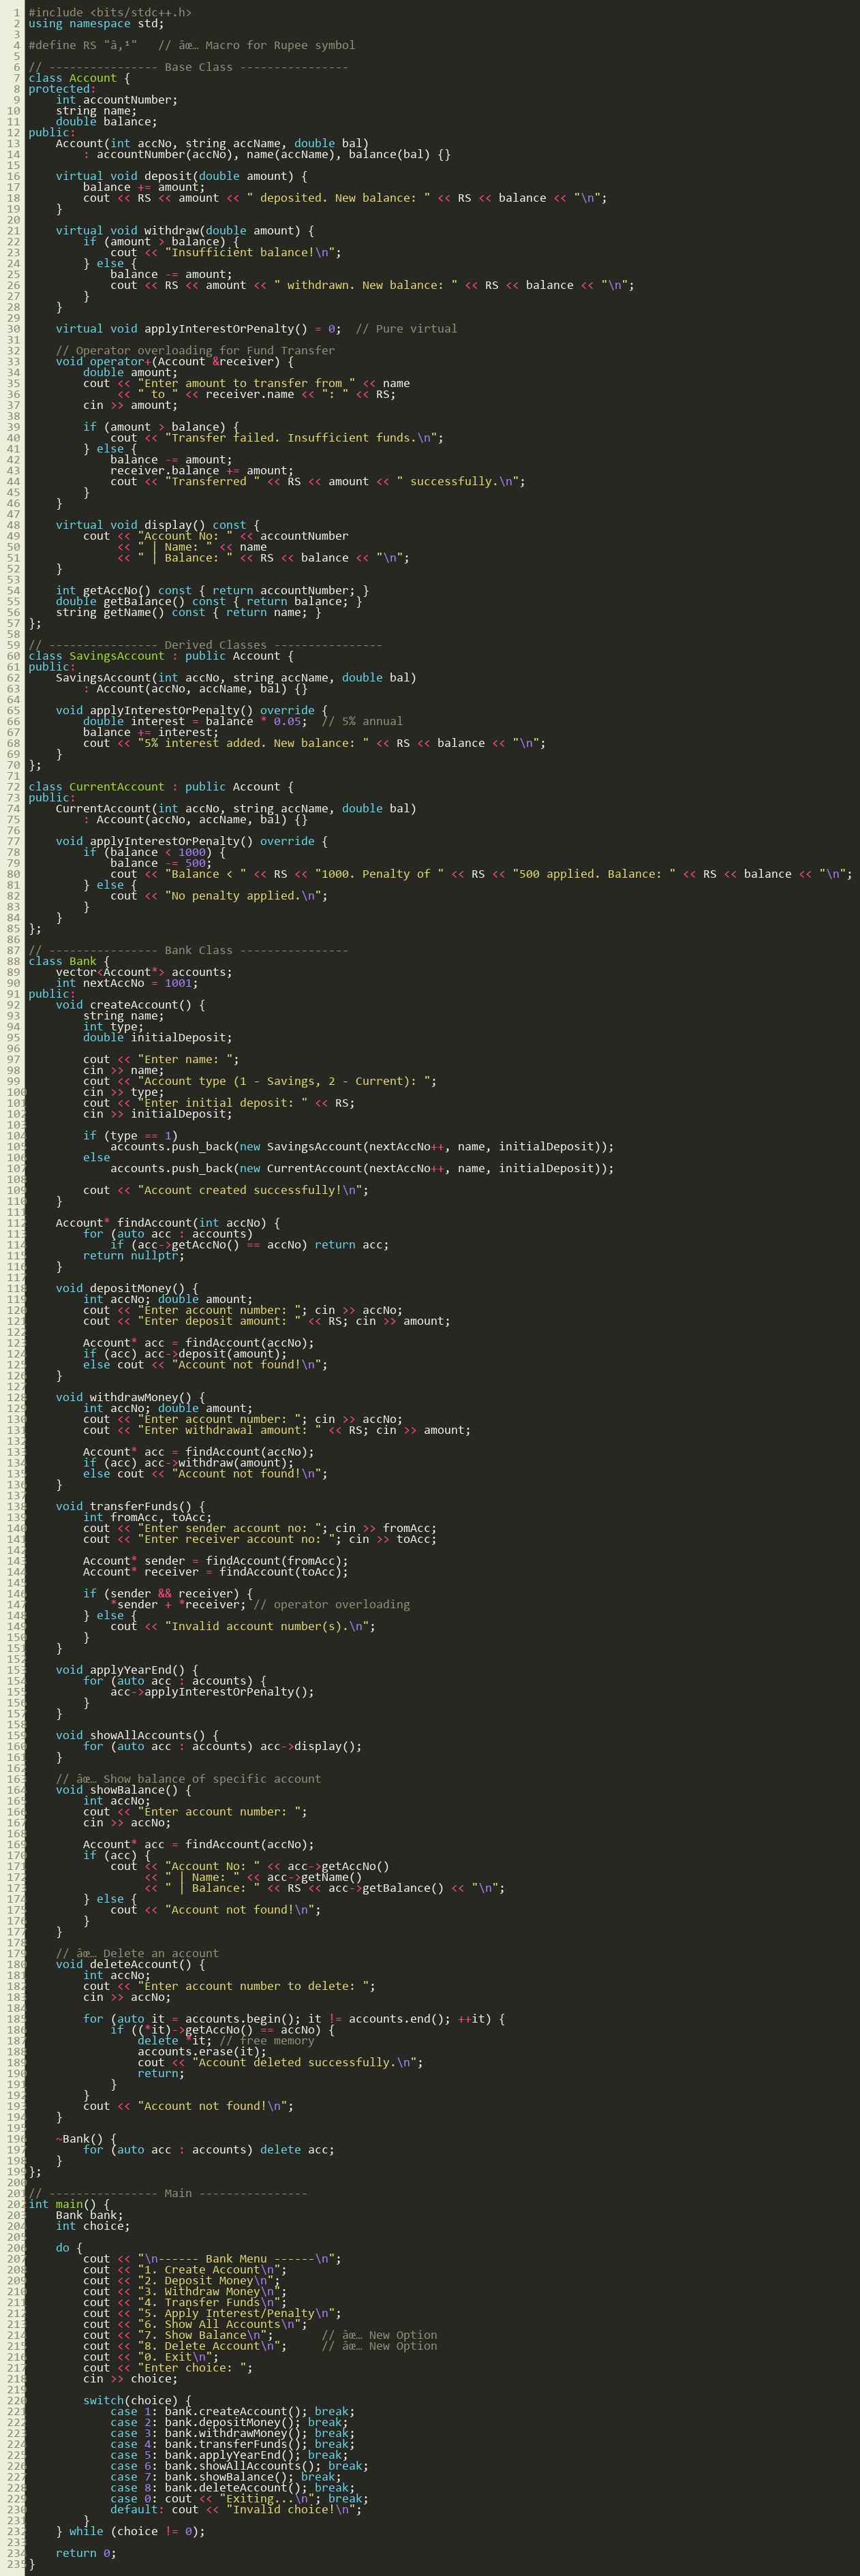 1 #include <bits/stdc++.h>
2 using namespace std;
3
4 #define RS "â‚¹"   // âœ… Macro for Rupee symbol
5
6 // ---------------- Base Class ----------------
7 class Account {
8 protected:
9     int accountNumber;
10     string name;
11     double balance;
12 public:
13     Account(int accNo, string accName, double bal)
14         : accountNumber(accNo), name(accName), balance(bal) {}
15
16     virtual void deposit(double amount) {
17         balance += amount;
18         cout << RS << amount << " deposited. New balance: " << RS << balance << "\n";
19     }
20
21     virtual void withdraw(double amount) {
22         if (amount > balance) {
23             cout << "Insufficient balance!\n";
24         } else {
25             balance -= amount;
26             cout << RS << amount << " withdrawn. New balance: " << RS << balance << "\n";
27         }
28     }
29
30     virtual void applyInterestOrPenalty() = 0;  // Pure virtual
31
32     // Operator overloading for Fund Transfer
33     void operator+(Account &receiver) {
34         double amount;
35         cout << "Enter amount to transfer from " << name
36              << " to " << receiver.name << ": " << RS;
37         cin >> amount;
38
39         if (amount > balance) {
40             cout << "Transfer failed. Insufficient funds.\n";
41         } else {
42             balance -= amount;
43             receiver.balance += amount;
44             cout << "Transferred " << RS << amount << " successfully.\n";
45         }
46     }
47
48     virtual void display() const {
49         cout << "Account No: " << accountNumber
50              << " | Name: " << name
51              << " | Balance: " << RS << balance << "\n";
52     }
53
54     int getAccNo() const { return accountNumber; }
55     double getBalance() const { return balance; }
56     string getName() const { return name; }
57 };
58
59 // ---------------- Derived Classes ----------------
60 class SavingsAccount : public Account {
61 public:
62     SavingsAccount(int accNo, string accName, double bal)
63         : Account(accNo, accName, bal) {}
64
65     void applyInterestOrPenalty() override {
66         double interest = balance * 0.05;  // 5% annual
67         balance += interest;
68         cout << "5% interest added. New balance: " << RS << balance << "\n";
69     }
70 };
71
72 class CurrentAccount : public Account {
73 public:
74     CurrentAccount(int accNo, string accName, double bal)
75         : Account(accNo, accName, bal) {}
76
77     void applyInterestOrPenalty() override {
78         if (balance < 1000) {
79             balance -= 500;
80             cout << "Balance < " << RS << "1000. Penalty of " << RS << "500 applied. Balance: " << RS << balance << "\n";
81         } else {
82             cout << "No penalty applied.\n";
83         }
84     }
85 };
86
87 // ---------------- Bank Class ----------------
88 class Bank {
89     vector<Account*> accounts;
90     int nextAccNo = 1001;
91 public:
92     void createAccount() {
93         string name;
94         int type;
95         double initialDeposit;
96
97         cout << "Enter name: ";
98         cin >> name;
99         cout << "Account type (1 - Savings, 2 - Current): ";
100         cin >> type;
101         cout << "Enter initial deposit: " << RS;
102         cin >> initialDeposit;
103
104         if (type == 1)
105             accounts.push_back(new SavingsAccount(nextAccNo++, name, initialDeposit));
106         else
107             accounts.push_back(new CurrentAccount(nextAccNo++, name, initialDeposit));
108
109         cout << "Account created successfully!\n";
110     }
111
112     Account* findAccount(int accNo) {
113         for (auto acc : accounts)
114             if (acc->getAccNo() == accNo) return acc;
115         return nullptr;
116     }
117
118     void depositMoney() {
119         int accNo; double amount;
120         cout << "Enter account number: "; cin >> accNo;
121         cout << "Enter deposit amount: " << RS; cin >> amount;
122
123         Account* acc = findAccount(accNo);
124         if (acc) acc->deposit(amount);
125         else cout << "Account not found!\n";
126     }
127
128     void withdrawMoney() {
129         int accNo; double amount;
130         cout << "Enter account number: "; cin >> accNo;
131         cout << "Enter withdrawal amount: " << RS; cin >> amount;
132
133         Account* acc = findAccount(accNo);
134         if (acc) acc->withdraw(amount);
135         else cout << "Account not found!\n";
136     }
137
138     void transferFunds() {
139         int fromAcc, toAcc;
140         cout << "Enter sender account no: "; cin >> fromAcc;
141         cout << "Enter receiver account no: "; cin >> toAcc;
142
143         Account* sender = findAccount(fromAcc);
144         Account* receiver = findAccount(toAcc);
145
146         if (sender && receiver) {
147             *sender + *receiver; // operator overloading
148         } else {
149             cout << "Invalid account number(s).\n";
150         }
151     }
152
153     void applyYearEnd() {
154         for (auto acc : accounts) {
155             acc->applyInterestOrPenalty();
156         }
157     }
158
159     void showAllAccounts() {
160         for (auto acc : accounts) acc->display();
161     }
162
163     // âœ… Show balance of specific account
164     void showBalance() {
165         int accNo;
166         cout << "Enter account number: ";
167         cin >> accNo;
168
169         Account* acc = findAccount(accNo);
170         if (acc) {
171             cout << "Account No: " << acc->getAccNo()
172                  << " | Name: " << acc->getName()
173                  << " | Balance: " << RS << acc->getBalance() << "\n";
174         } else {
175             cout << "Account not found!\n";
176         }
177     }
178
179     // âœ… Delete an account
180     void deleteAccount() {
181         int accNo;
182         cout << "Enter account number to delete: ";
183         cin >> accNo;
184
185         for (auto it = accounts.begin(); it != accounts.end(); ++it) {
186             if ((*it)->getAccNo() == accNo) {
187                 delete *it; // free memory
188                 accounts.erase(it);
189                 cout << "Account deleted successfully.\n";
190                 return;
191             }
192         }
193         cout << "Account not found!\n";
194     }
195
196     ~Bank() {
197         for (auto acc : accounts) delete acc;
198     }
199 };
200
201 // ---------------- Main ----------------
202 int main() {
203     Bank bank;
204     int choice;
205
206     do {
207         cout << "\n------ Bank Menu ------\n";
208         cout << "1. Create Account\n";
209         cout << "2. Deposit Money\n";
210         cout << "3. Withdraw Money\n";
211         cout << "4. Transfer Funds\n";
212         cout << "5. Apply Interest/Penalty\n";
213         cout << "6. Show All Accounts\n";
214         cout << "7. Show Balance\n";       // âœ… New Option
215         cout << "8. Delete Account\n";     // âœ… New Option
216         cout << "0. Exit\n";
217         cout << "Enter choice: ";
218         cin >> choice;
219
220         switch(choice) {
221             case 1: bank.createAccount(); break;
222             case 2: bank.depositMoney(); break;
223             case 3: bank.withdrawMoney(); break;
224             case 4: bank.transferFunds(); break;
225             case 5: bank.applyYearEnd(); break;
226             case 6: bank.showAllAccounts(); break;
227             case 7: bank.showBalance(); break;
228             case 8: bank.deleteAccount(); break;
229             case 0: cout << "Exiting...\n"; break;
230             default: cout << "Invalid choice!\n";
231         }
232     } while (choice != 0);
233
234     return 0;
235 }